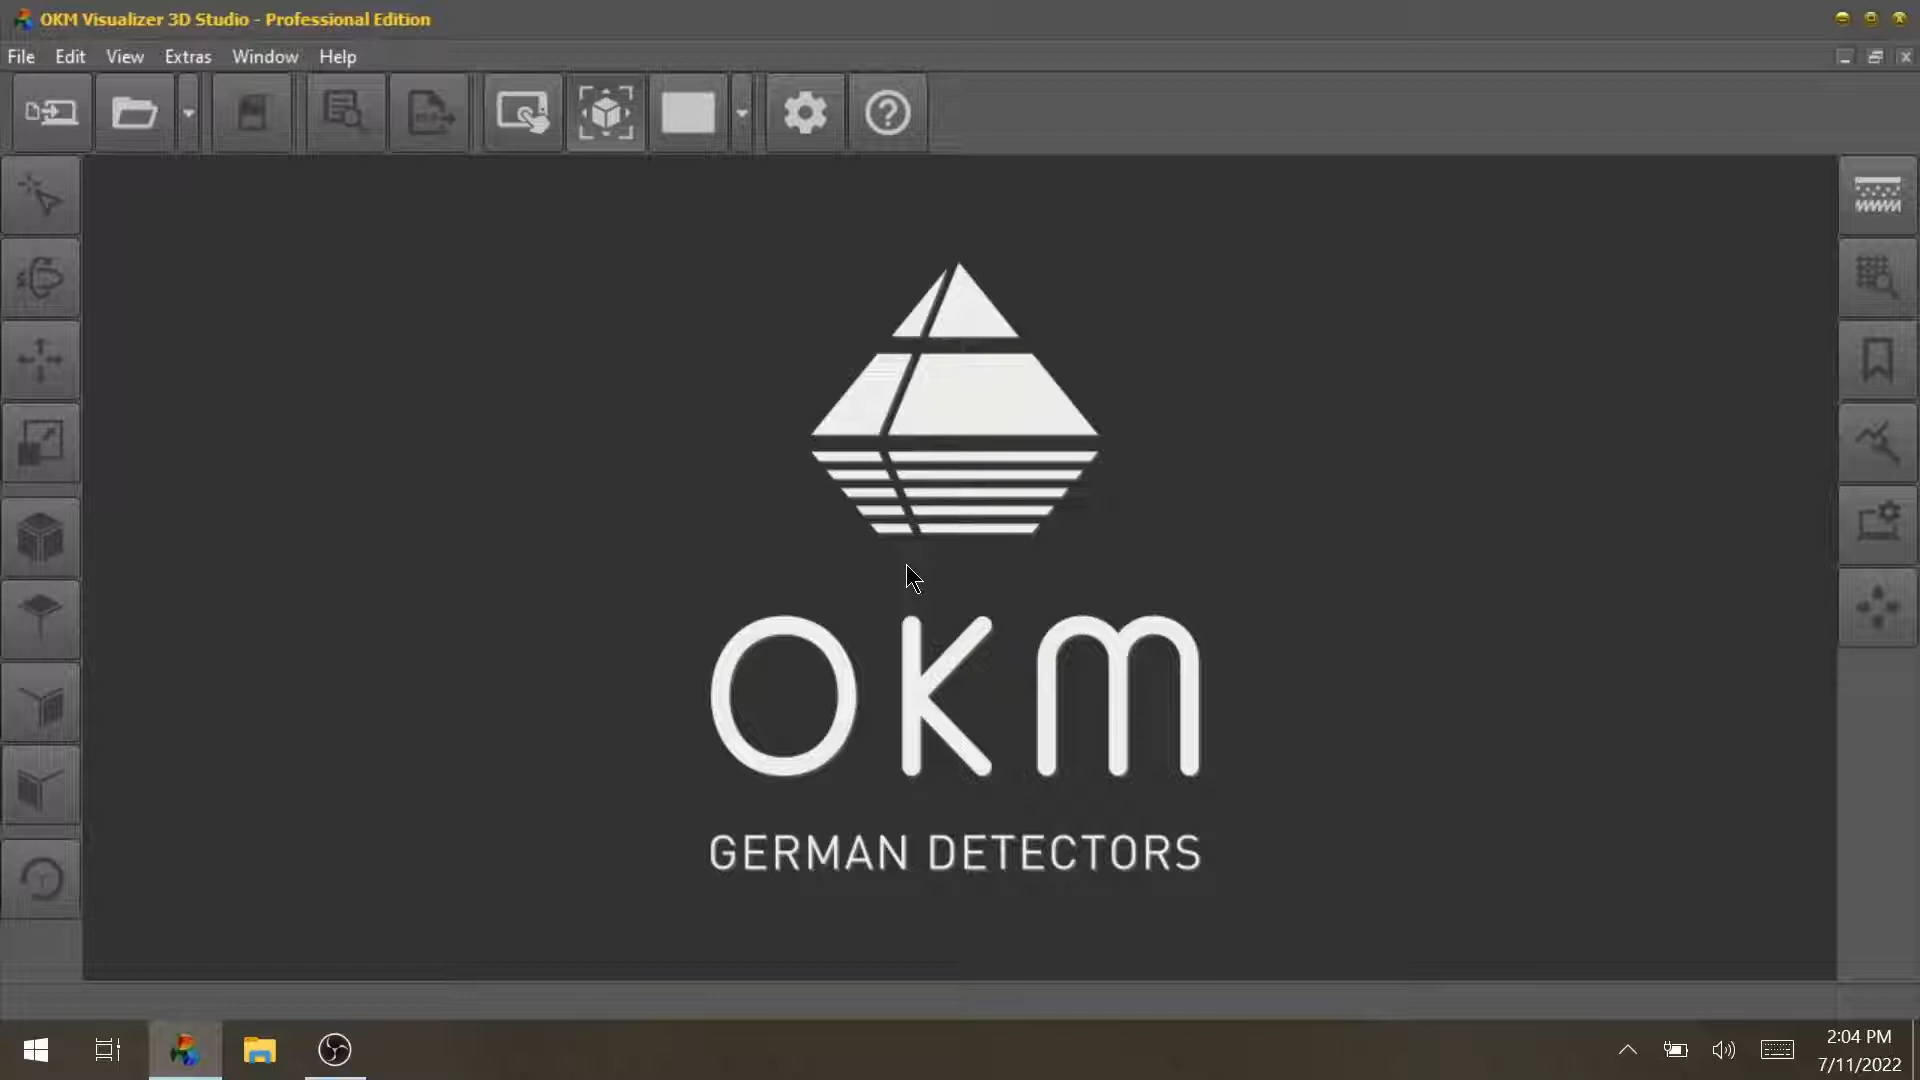 OKM Visualizer 3D Studio - Professional Edition
File Edit View Extras Window Help
OKM
GERMAN DETECTORS
2:04 PM
7/11/2022